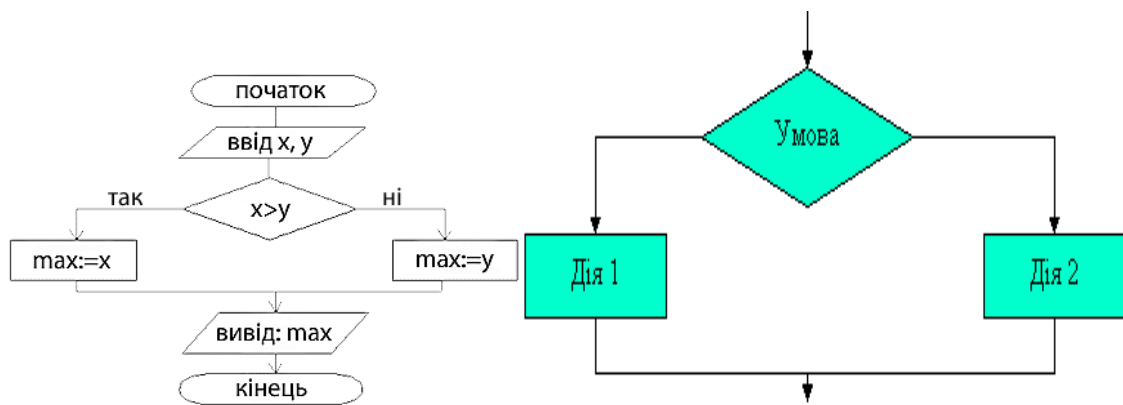 початок
ввід x, y
так
x>y
ні
max:=x
max:=y
вивід: max
кінець
Умова
Дія 1
Дія 2